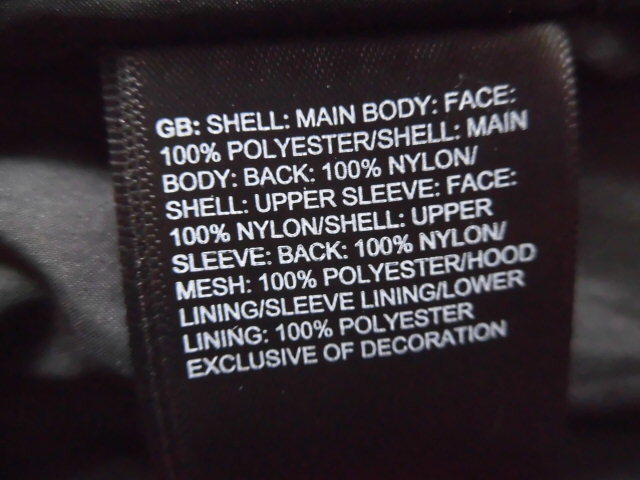 GB: SHELL: MAIN BODY: FACE:
100% POLYESTER/SHELL: MAIN
BODY: BACK: 100% NYLON/
SHELL: UPPER SLEEVE: FACE:
100% NYLON/SHELL: UPPER
SLEEVE: BACK: 100% NYLON/
MESH: 100% POLYESTER/HOOD
LINING/SLEEVE LINING/LOWER
LINING: 100% POLYESTER
EXCLUSIVE OF DECORATION